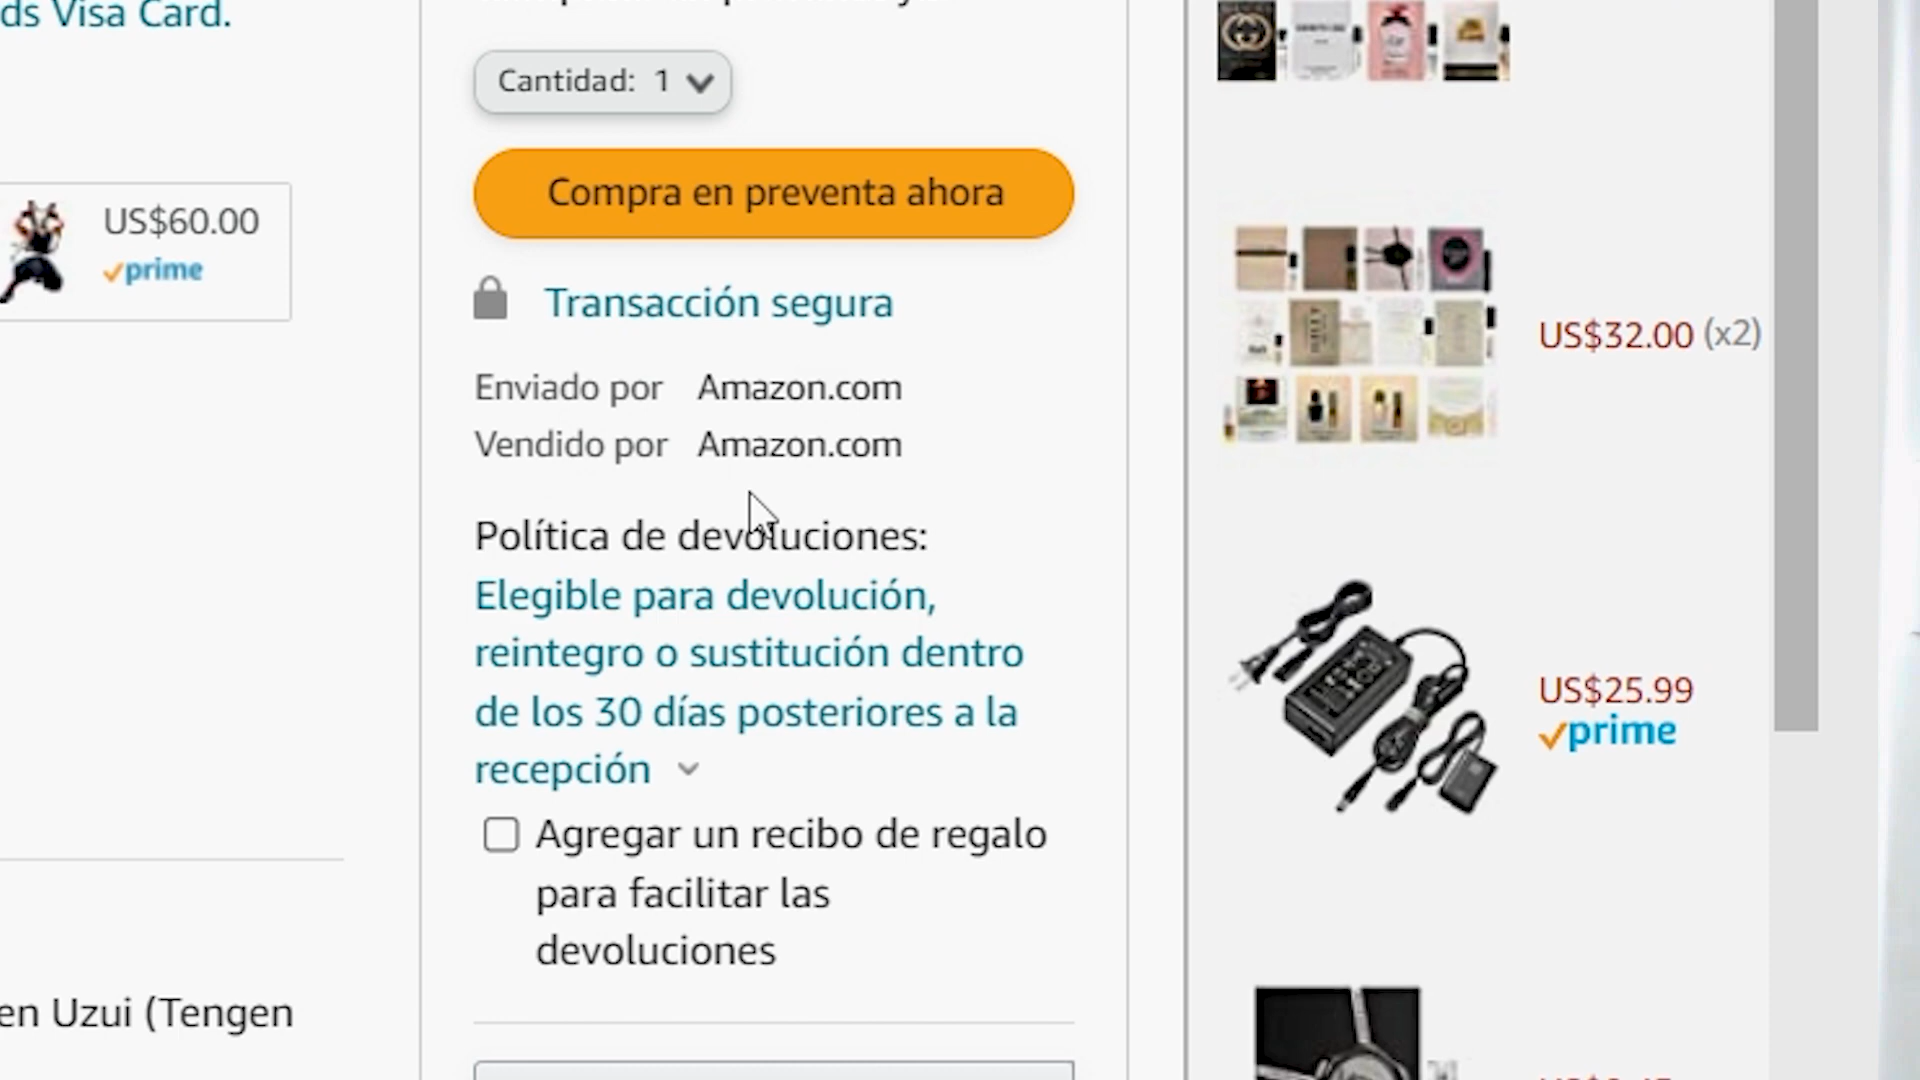 ds Visa Card.
Cantidad: 1
Compra en preventa ahora
US$60.00
prime
Transacción segura
Enviado por Amazon.com
Vendido por Amazon.com
Política de devoluciones:
Elegible para devolución,
reintegro o sustitución dentro
de los 30 días posteriores a la
recepción
Agregar un recibo de regalo
para facilitar las
devoluciones
en Uzui (Tengen
US$32.00 (x2)
US$25.99
prime